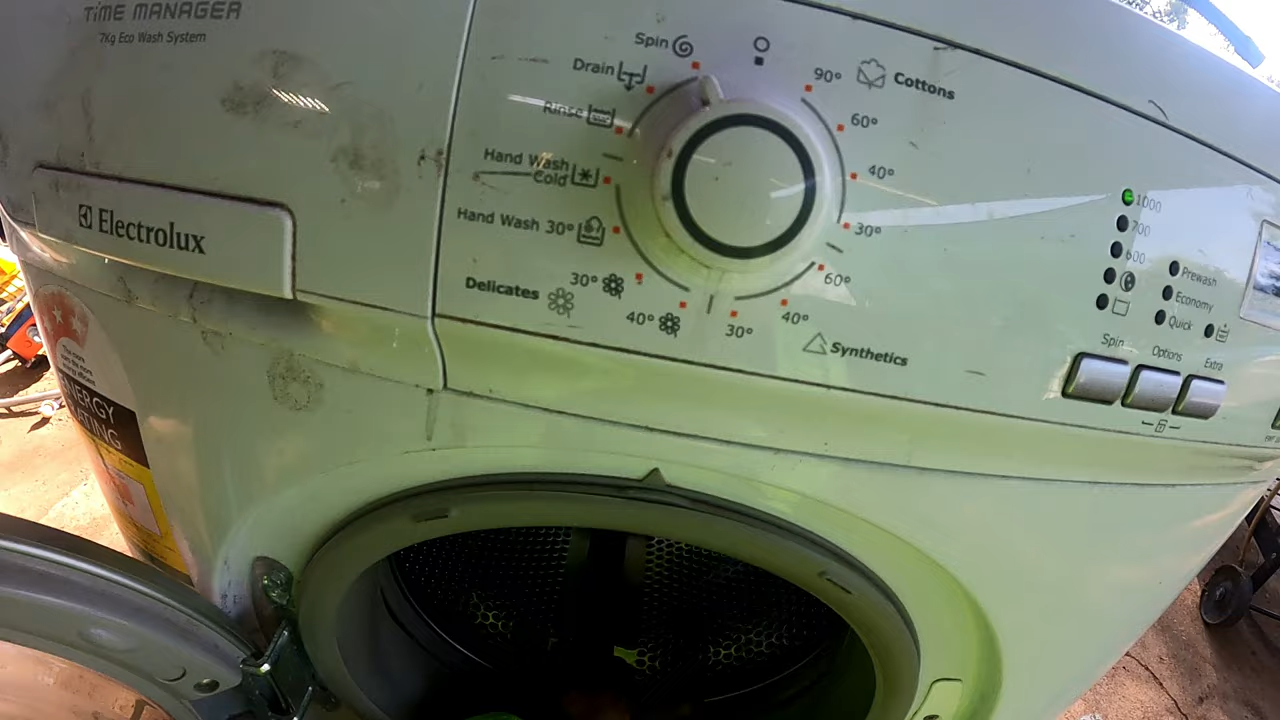 TIME MANAGER
7Kg Eco Wash System
Electrolux
Spin
Drain
Rinse
Hand Wash
Cold
Hand Wash 30°
30°
Delicates
40°
90°
Cottons
60°
40°
30°
60°
40°
30°
Synthetics
1000
700
600
Prewash
Economy
Quick
Spin
Options
Extra
ENERGY
RATING